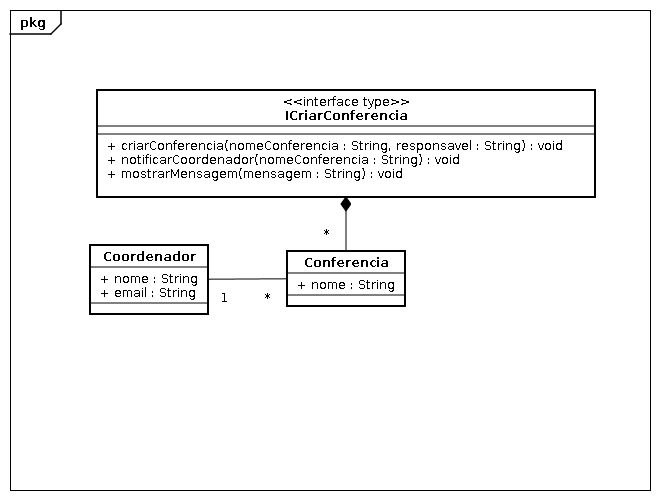 pkg
<<interface type>>
ICriarConferencia
+ criarConferencia(nomeConferencia : String, responsavel : String) : void
+ notificarCoordenador(nomeConferencia : String) : void
+ mostrarMensagem(mensagem : String) : void
*
Coordenador
+ nome : String
+ email : String
1
*
Conferencia
+ nome : String